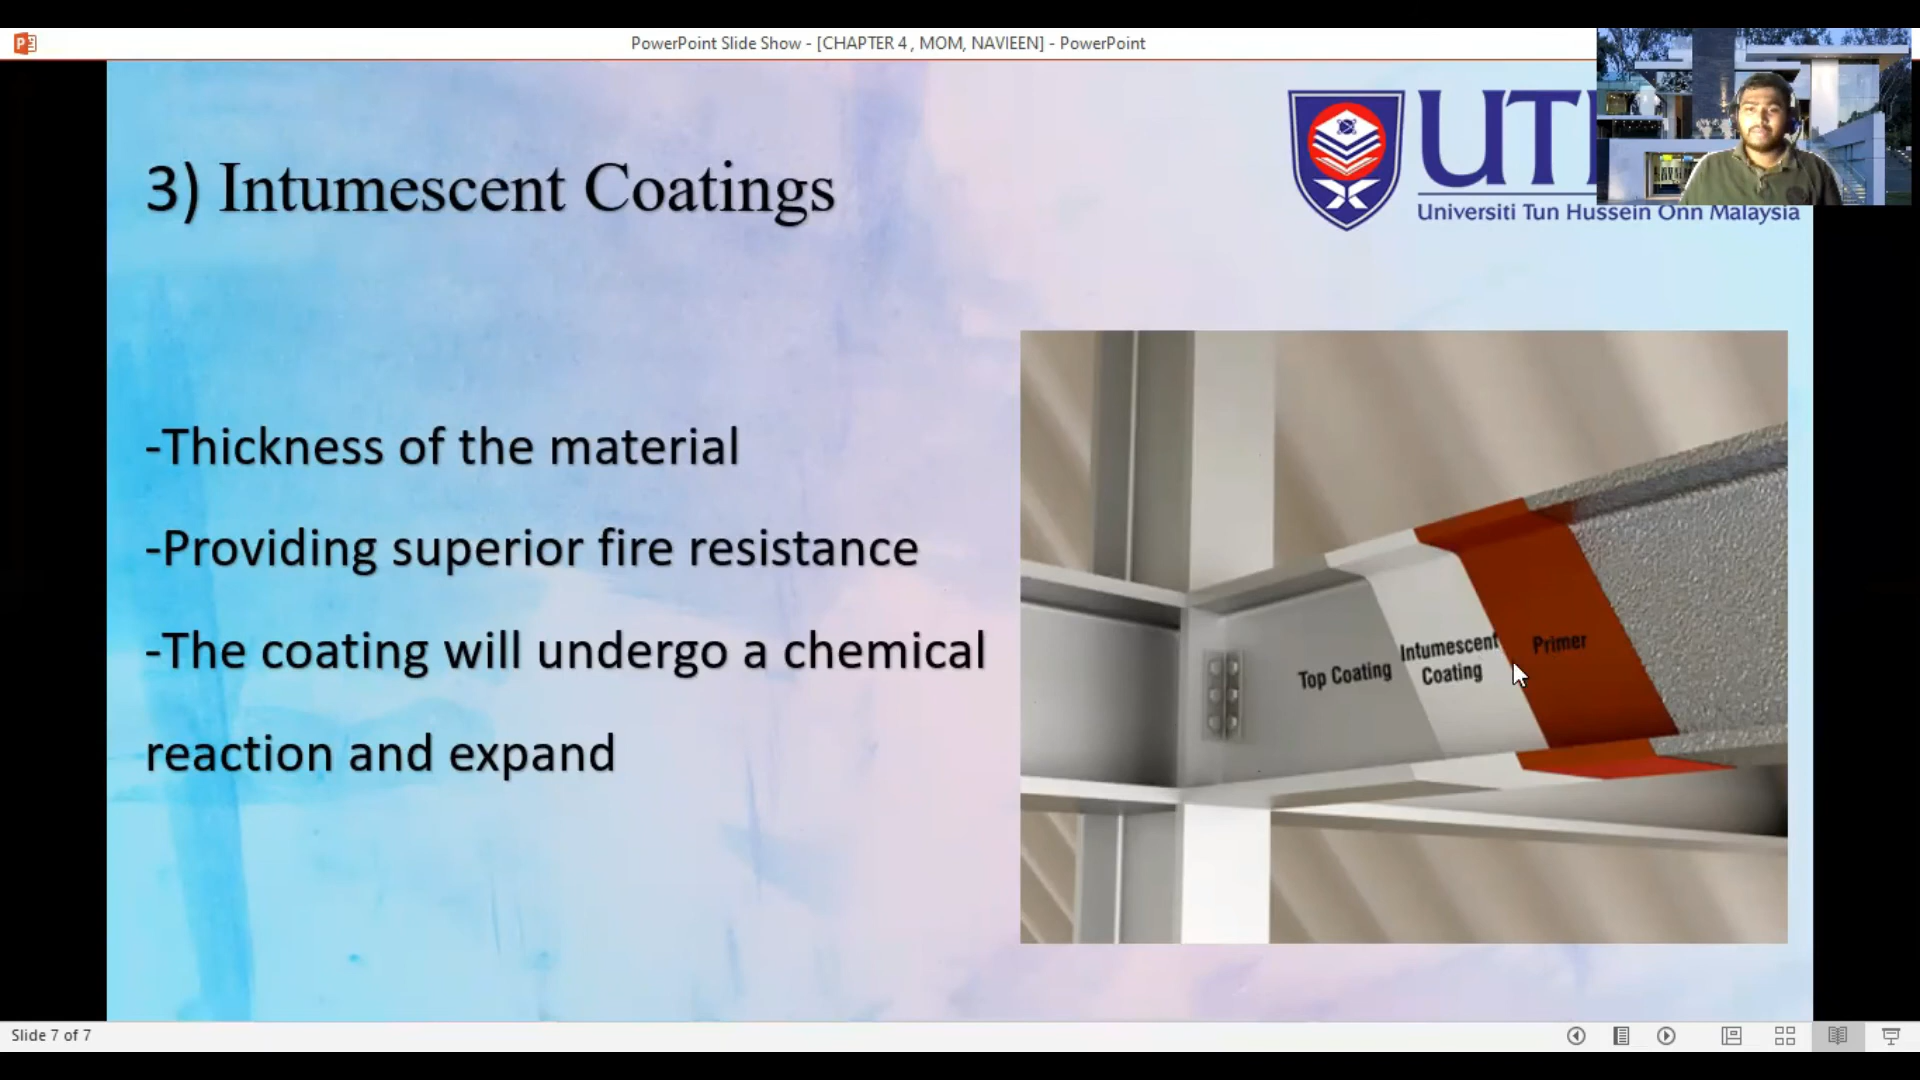 PowerPoint Slide Show - [CHAPTER 4 , MOM, NAVIEEN] - PowerPoint
3) Intumescent Coatings
Universiti Tun Hussein Onn Malaysia
-Thickness of the material
-Providing superior fire resistance
-The coating will undergo a chemical
reaction and expand
Top Coating
Intumescent
Coating
Primer
Slide 7 of 7